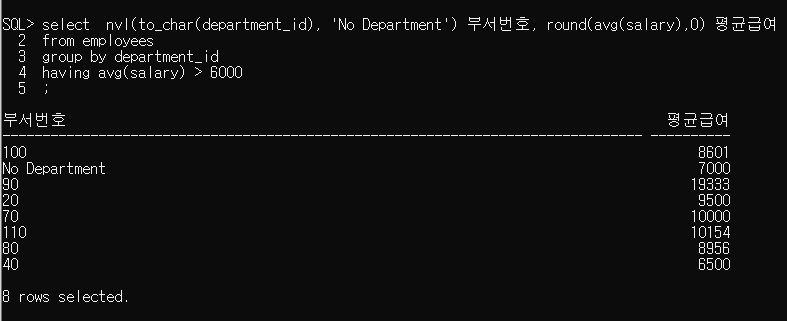 SQL> select  nvl(to_char(department_id), 'No Department') 부서번호, round(avg(salary),0) 평균급여
  2  from employees
  3  group by department_id
  4  having avg(salary) > 6000
  5  ;
부서번호 평균급여
-------------------------------------------------------------------------------- ----------
100 8601
No Department 7000
90 19333
20 9500
70 10000
110 10154
80 8956
40 6500
8 rows selected.